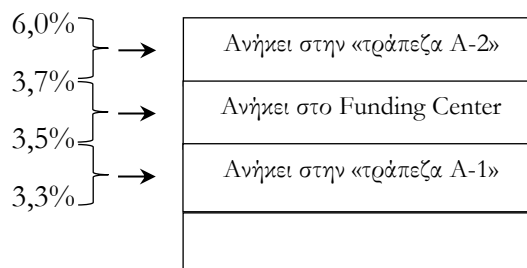 6,0%
Ανήκει στην «τράπεζα Α-2»
3,7%
Ανήκει στο Funding Center
3,5%
Ανήκει στην «τράπεζα Α-1»
3,3%